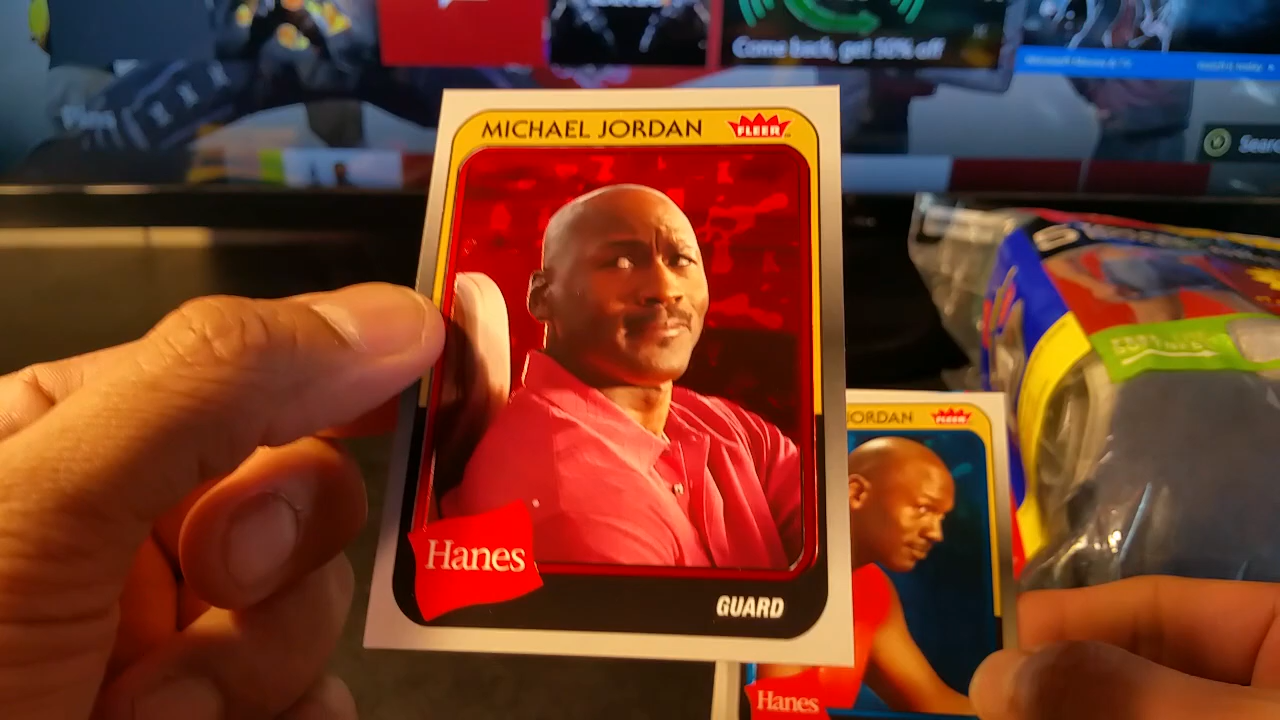 Come back, get 50% off
MICHAEL JORDAN
FLEER
Hanes
GUARD
JORDAN
FLEER
Hanes